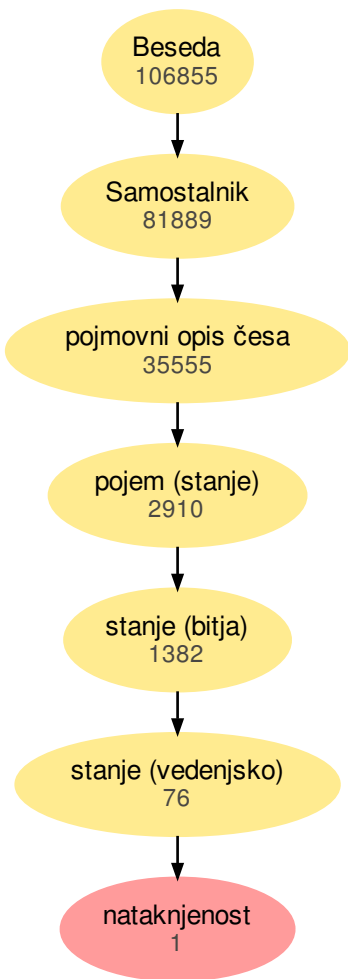 Beseda
106855
Samostalnik
81889
pojmovni opis česa
35555
pojem (stanje)
2910
stanje (bitja)
1382
stanje (vedenjsko)
76
nataknjenost
1